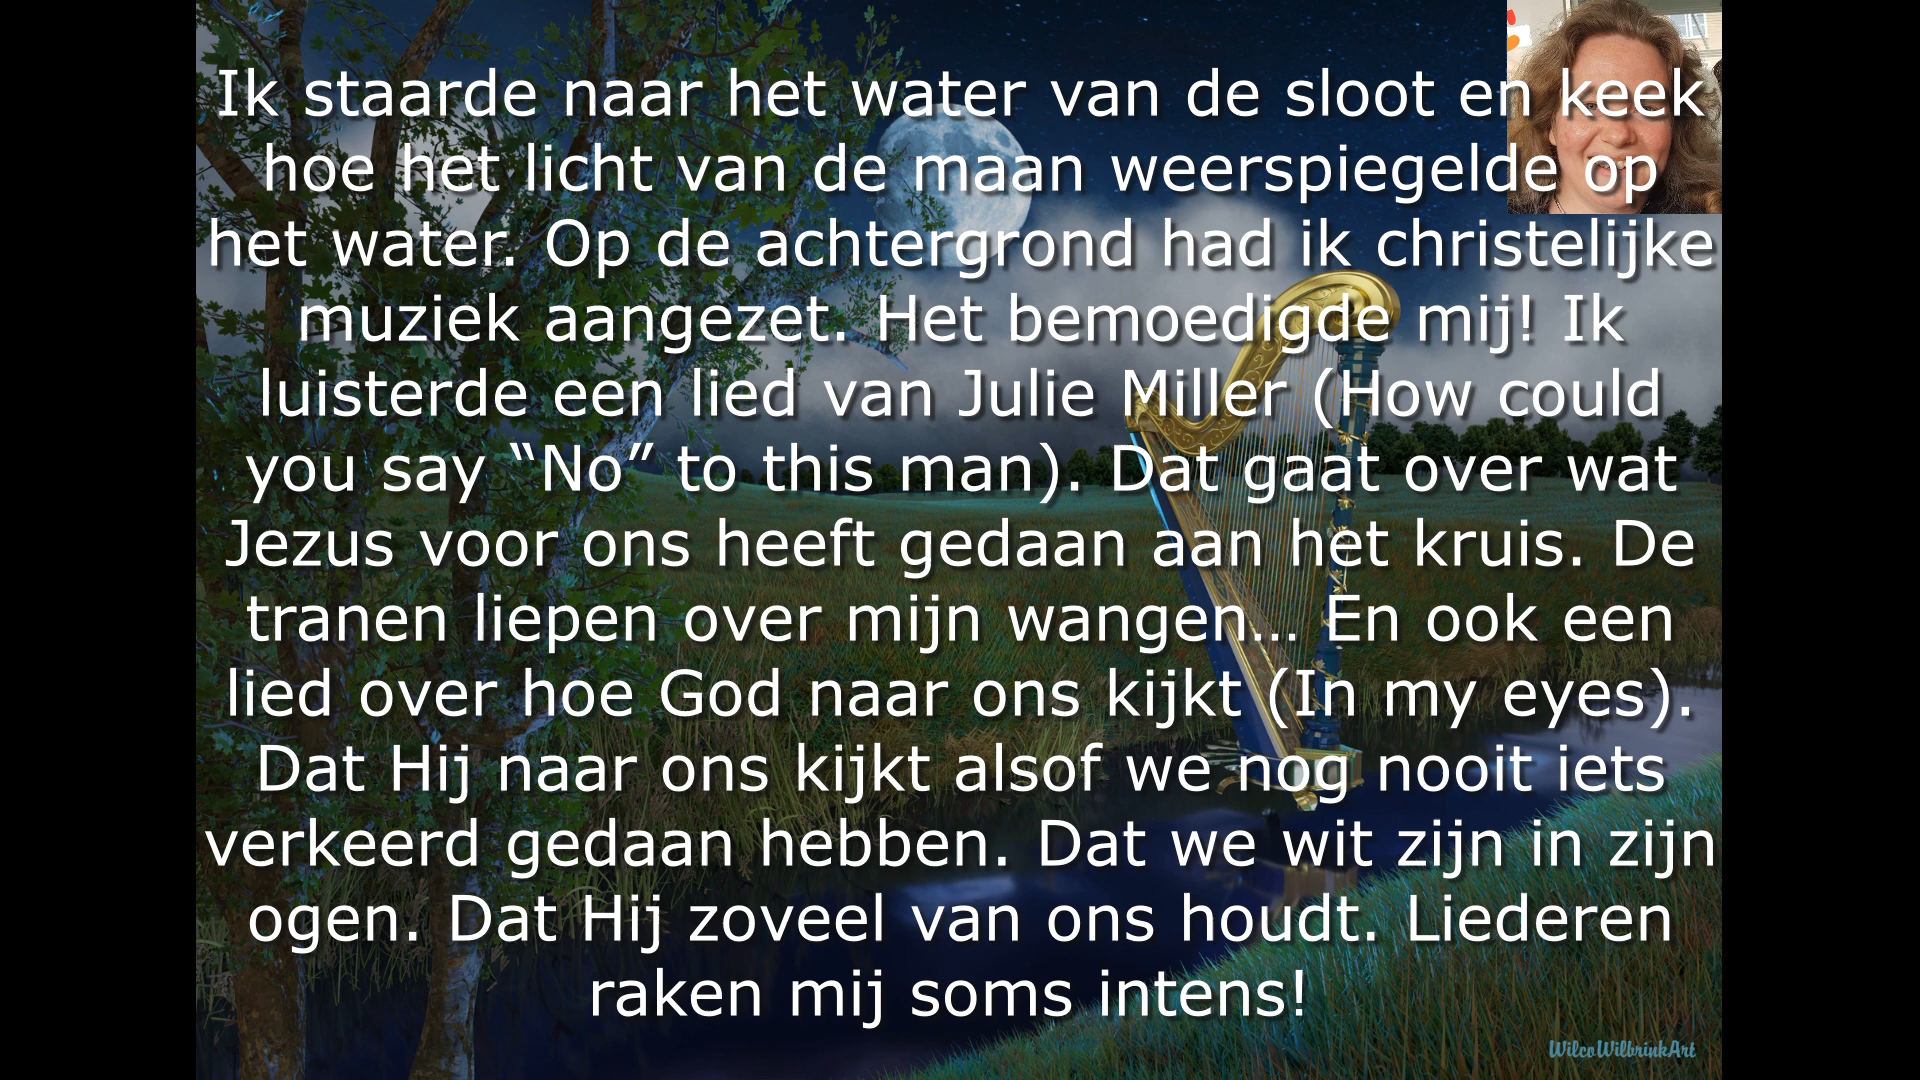 Ik staarde naar het water van de sloot en keek
hoe het licht van de maan weerspiegelde op
het water. Op de achtergrond had ik christelijke
muziek aangezet. Het bemoedigde mij! Ik
luisterde een lied van Julie Miller (How could
you say “No” to this man). Dat gaat over wat
Jezus voor ons heeft gedaan aan het kruis. De
tranen liepen over mijn wangen… En ook een
lied over hoe God naar ons kijkt (In my eyes).
Dat Hij naar ons kijkt alsof we nog nooit iets
verkeerd gedaan hebben. Dat we wit zijn in zijn
ogen. Dat Hij zoveel van ons houdt. Liederen
raken mij soms intens!
WilcoWilbrinkArt